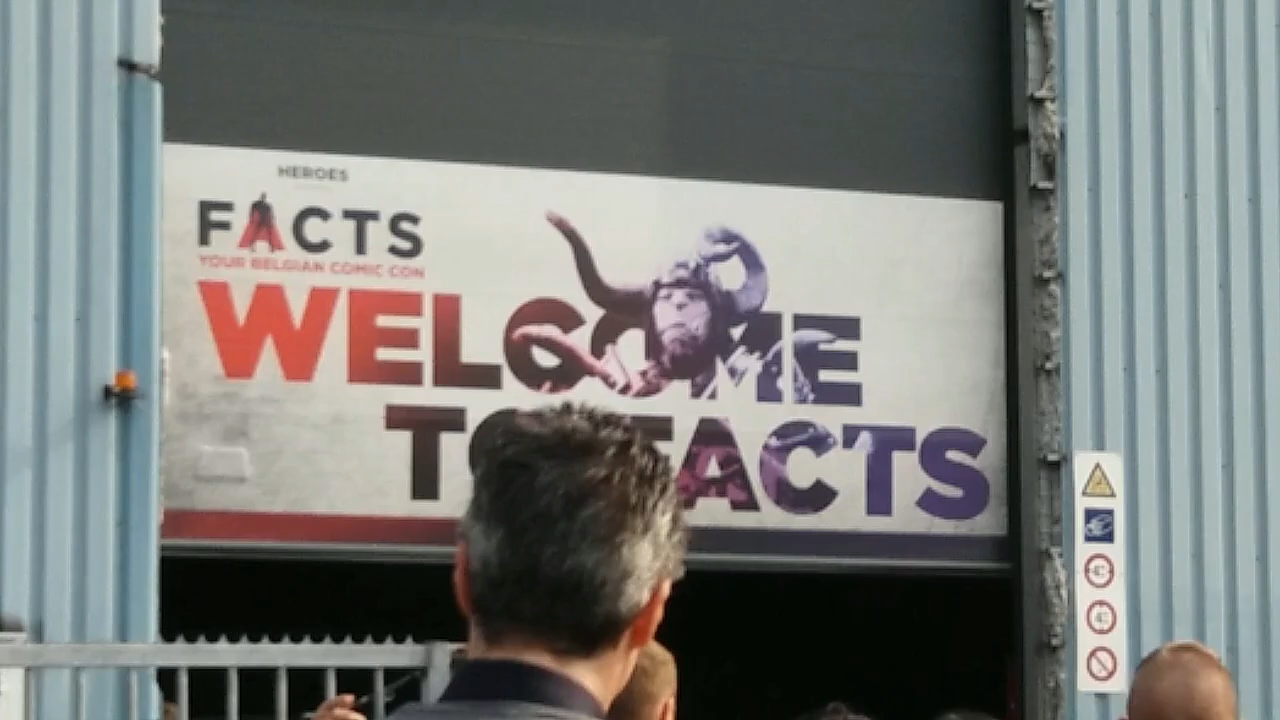 HEROES
FACTS
YOUR BELGIAN COMIC CON
WELCOME
TO FACTS